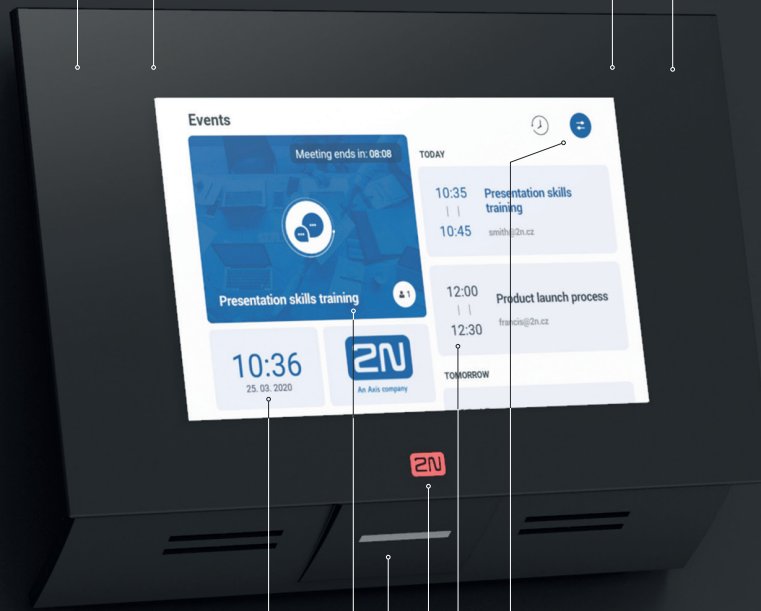 Events
Meeting ends in: 08:08
Presentation skills training
1
10:36
25. 03. 2020
2N
An Axis company
TODAY
10:35
10:45
Presentation skills
training
smith@2n.cz
12:00
12:30
Product launch process
francis@2n.cz
TOMORROW
2N